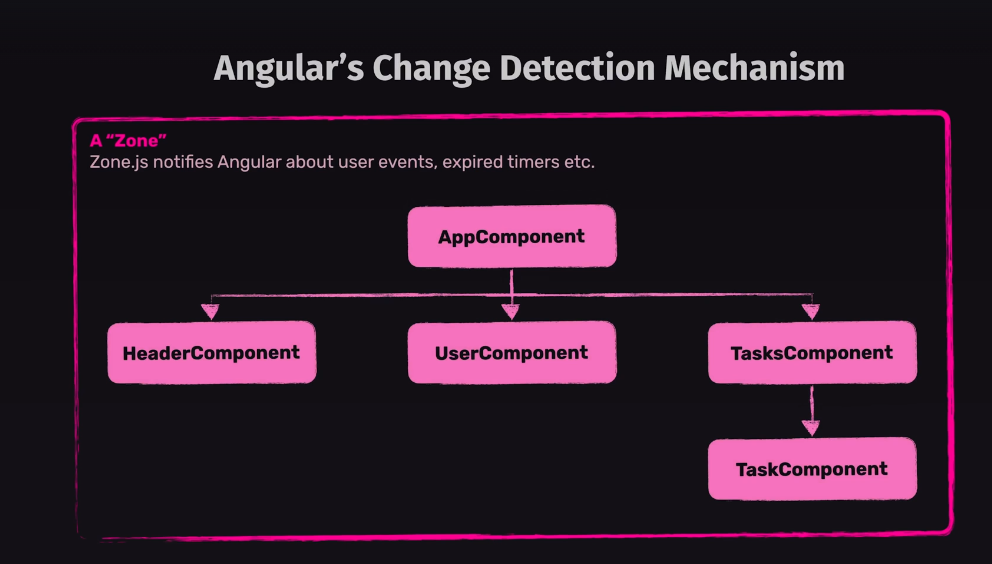 Angular’s Change Detection Mechanism
A “Zone”
Zone.js notifies Angular about user events, expired timers etc.
AppComponent
HeaderComponent
UserComponent
TasksComponent
TaskComponent